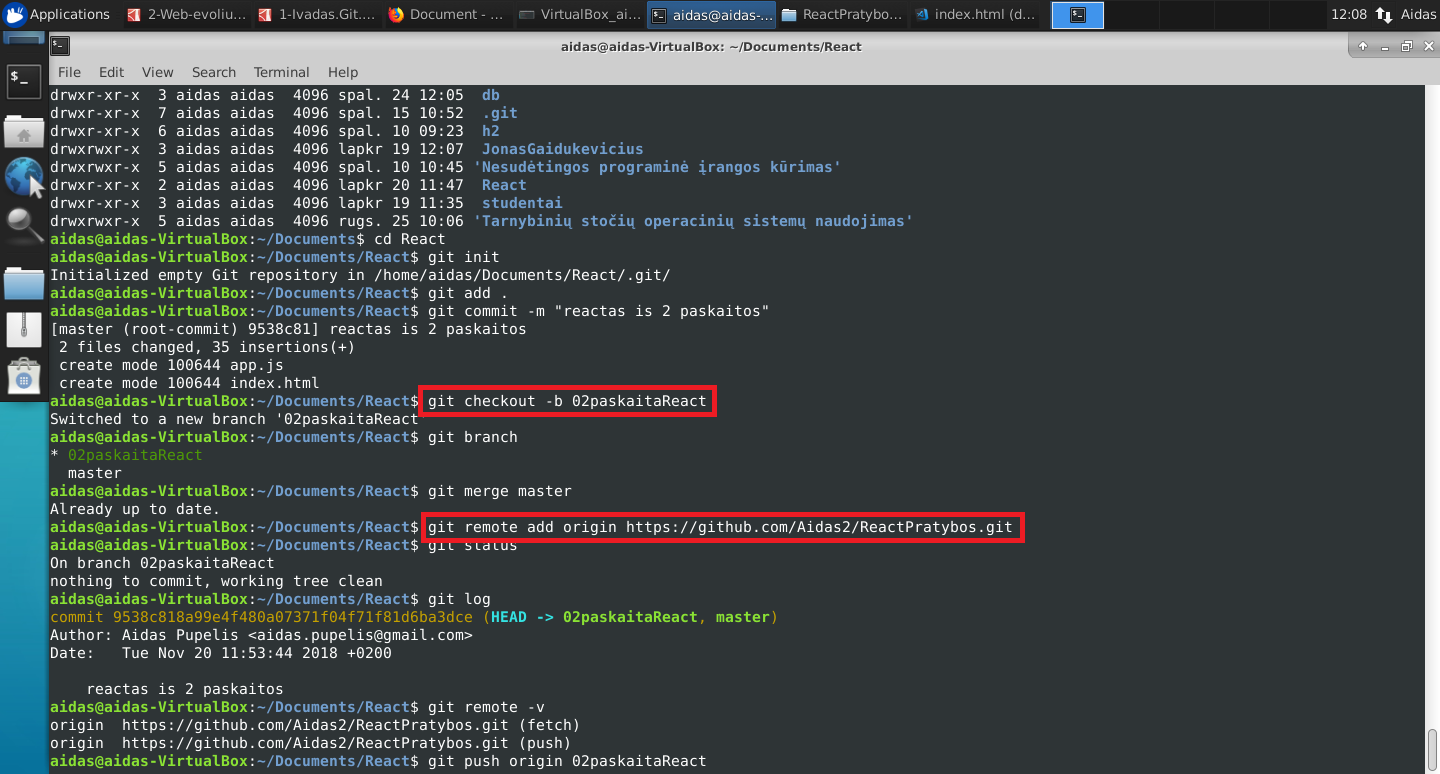 Applications
2-Web-evoliu...
1-Ivadas.Git....
Document - ...
VirtualBox_ai...
aidas@aidas-...
ReactPratybo...
index.html (d...
12:08
Aidas
aidas@aidas-VirtualBox: ~/Documents/React
File Edit View Search Terminal Help
drwxr-xr-x 3 aidas aidas 4096 spal. 24 12:05 db
drwxr-xr-x 7 aidas aidas 4096 spal. 15 10:52 .git
drwxr-xr-x 6 aidas aidas 4096 spal. 10 09:23 h2
drwxrwxr-x 3 aidas aidas 4096 lapkr 19 12:07 JonasGaidukevicius
drwxrwxr-x 5 aidas aidas 4096 spal. 10 10:45 'Nesudėtingos programinė įrangos kūrimas'
drwxr-xr-x 2 aidas aidas 4096 lapkr 20 11:47 React
drwxrwxr-x 3 aidas aidas 4096 lapkr 19 11:35 studentai
drwxrwxr-x 5 aidas aidas 4096 rugs. 25 10:06 'Tarnybinių stočių operacinių sistemų naudojimas'
aidas@aidas-VirtualBox:~/Documents$ cd React
aidas@aidas-VirtualBox:~/Documents/React$ git init
Initialized empty Git repository in /home/aidas/Documents/React/.git/
aidas@aidas-VirtualBox:~/Documents/React$ git add .
aidas@aidas-VirtualBox:~/Documents/React$ git commit -m "reactas is 2 paskaitos"
[master (root-commit) 9538c81] reactas is 2 paskaitos
2 files changed, 35 insertions(+)
create mode 100644 app.js
create mode 100644 index.html
aidas@aidas-VirtualBox:~/Documents/React$ git checkout -b 02paskaitaReact
Switched to a new branch '02paskaitaReact
aidas@aidas-VirtualBox:~/Documents/React$ git branch
* 02paskaitaReact
master
aidas@aidas-VirtualBox:~/Documents/React$ git merge master
Already up to date.
aidas@aidas-VirtualBox:~/Documents/React$ git remote add origin https://github.com/Aidas2/ReactPratybos.git
aidas@aidas-VirtualBox:~/Documents/React$ git status
On branch 02paskaitaReact
nothing to commit, working tree clean
aidas@aidas-VirtualBox:~/Documents/React$ git log
commit 9538c818a99e4f480a07371f04f71f81d6ba3dce (HEAD -> 02paskaitaReact, master)
Author: Aidas Pupelis <aidas.pupelis@gmail.com>
Date: Tue Nov 20 11:53:44 2018 +0200
reactas is 2 paskaitos
aidas@aidas-VirtualBox:~/Documents/React$ git remote -v
origin https://github.com/Aidas2/ReactPratybos.git (fetch)
origin https://github.com/Aidas2/ReactPratybos.git (push)
aidas@aidas-VirtualBox:~/Documents/React$ git push origin 02paskaitaReact